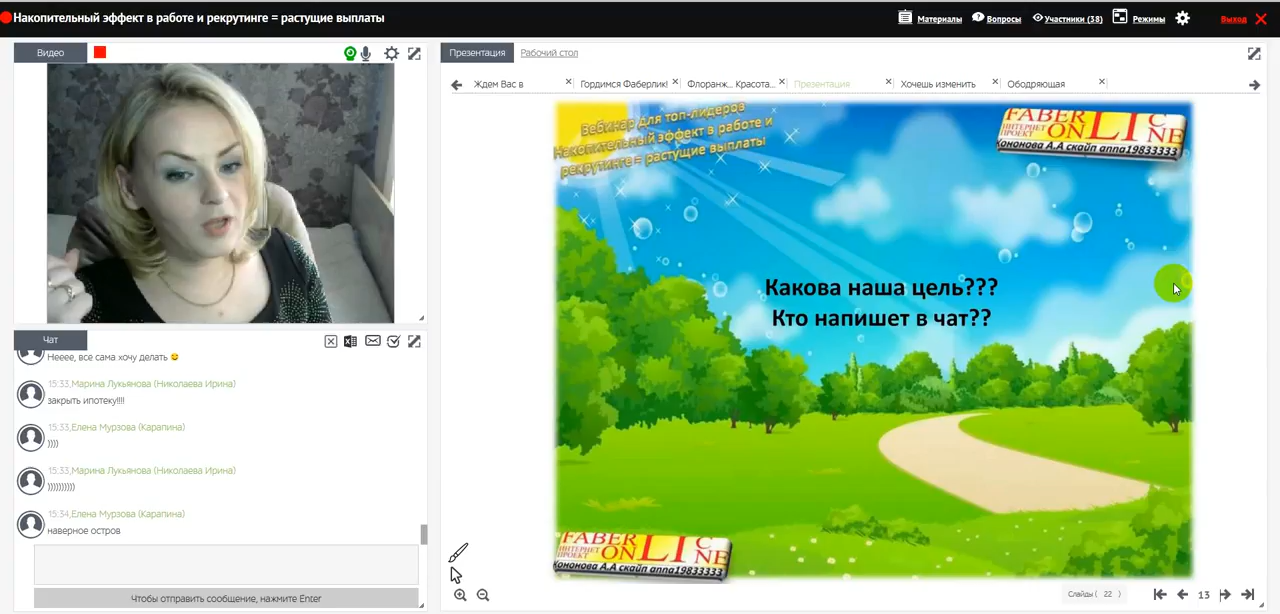 Накопительный эффект в работе и рекрутинге = растущие выплаты
Материалы
Вопросы
Участники (38)
Режимы
Выход
Видео
Презентация
Рабочий стол
Ждем Вас в
Гордимся Фаберлик!
Флоранж... Красота...
Презентация
Хочешь изменить
Ободряющая
Вебинар для топ-лидеров
Накопительный эффект в работе и
рекрутинге = растущие выплаты
FABERLIC
ИНТЕРНЕТ ПРОЕКТ ONLINE
Кононова А.А скайп anna19833333
Какова наша цель???
Кто напишет в чат??
FABERLIC
ИНТЕРНЕТ ПРОЕКТ ONLINE
Кононова А.А скайп anna19833333
Чат
Нееее, все сама хочу делать
15:33,Марина Лукьянова (Николаева Ирина)
закрыть ипотеку!!!!
15:33,Елена Мурзова (Карапина)
))))
15:33,Марина Лукьянова (Николаева Ирина)
))))))))))
15:34,Елена Мурзова (Карапина)
наверное остров
Чтобы отправить сообщение, нажмите Enter
Слайды ( 22 )
13